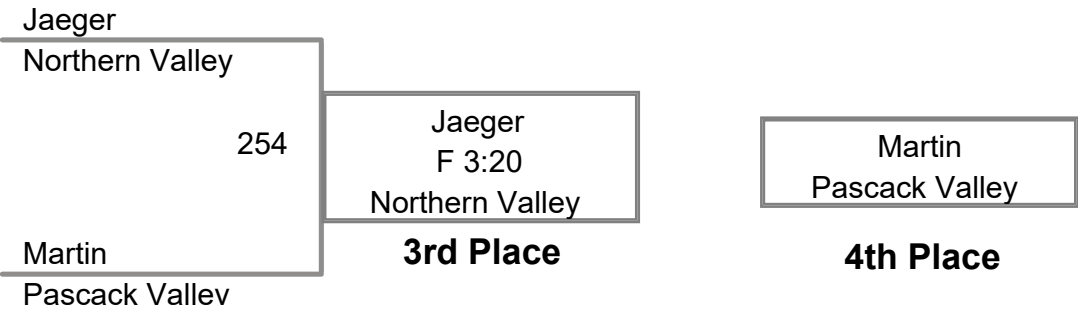 Jaeger
Northern Valley
254
Jaeger
F 3:20
Northern Valley
3rd Place
Martin
Pascack Valley
Martin
Pascack Valley
4th Place